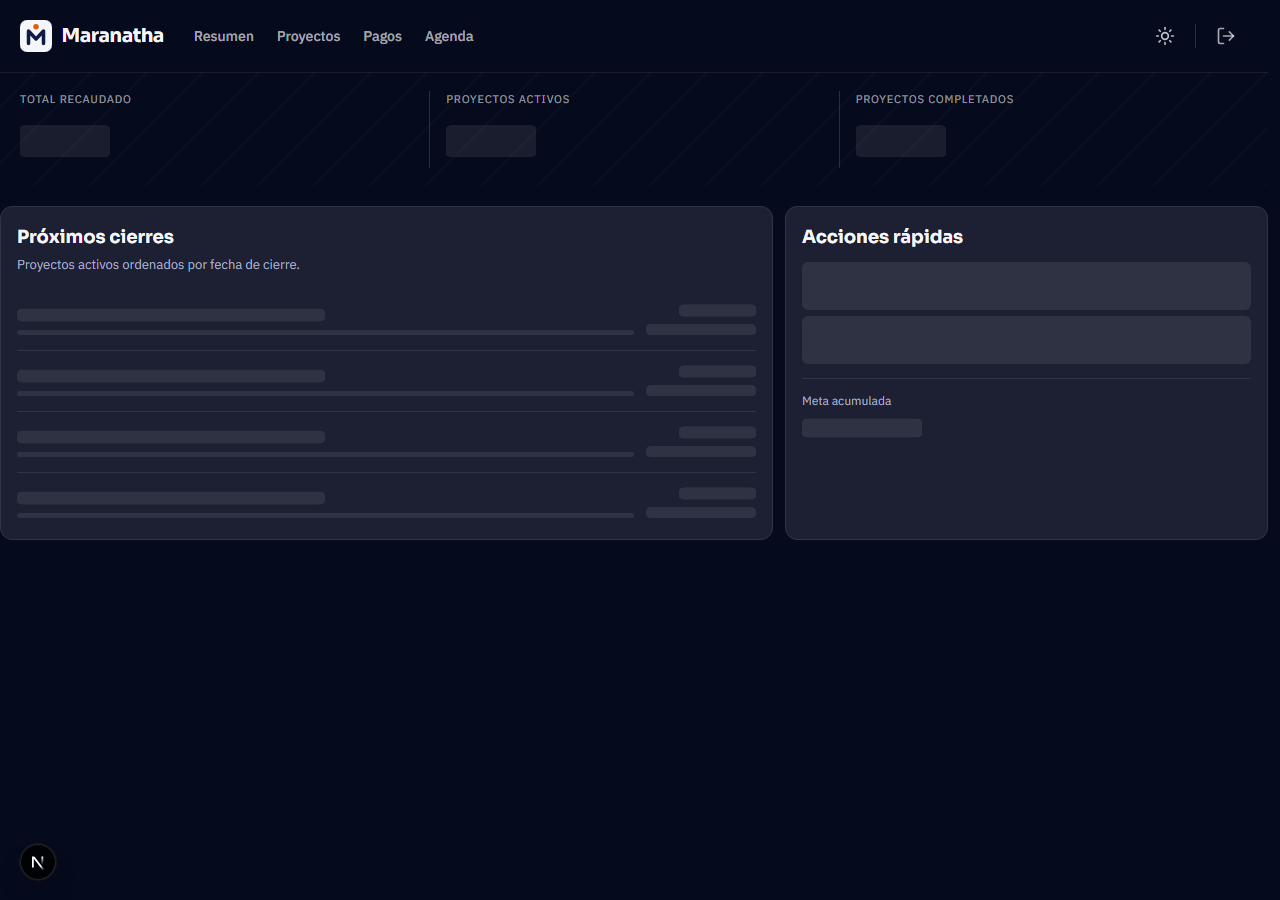 Maranatha
Resumen
Proyectos
Pagos
Agenda
TOTAL RECAUDADO
PROYECTOS ACTIVOS
PROYECTOS COMPLETADOS
Próximos cierres
Proyectos activos ordenados por fecha de cierre.
Acciones rápidas
Meta acumulada